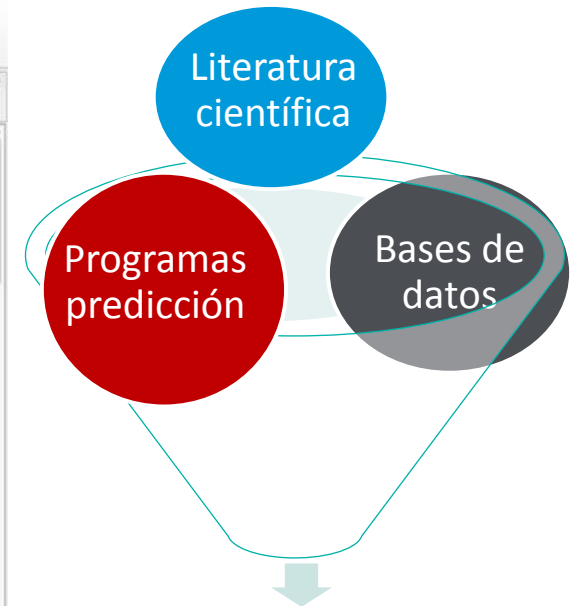 Literatura
científica
Programas
predicción
Bases de
datos